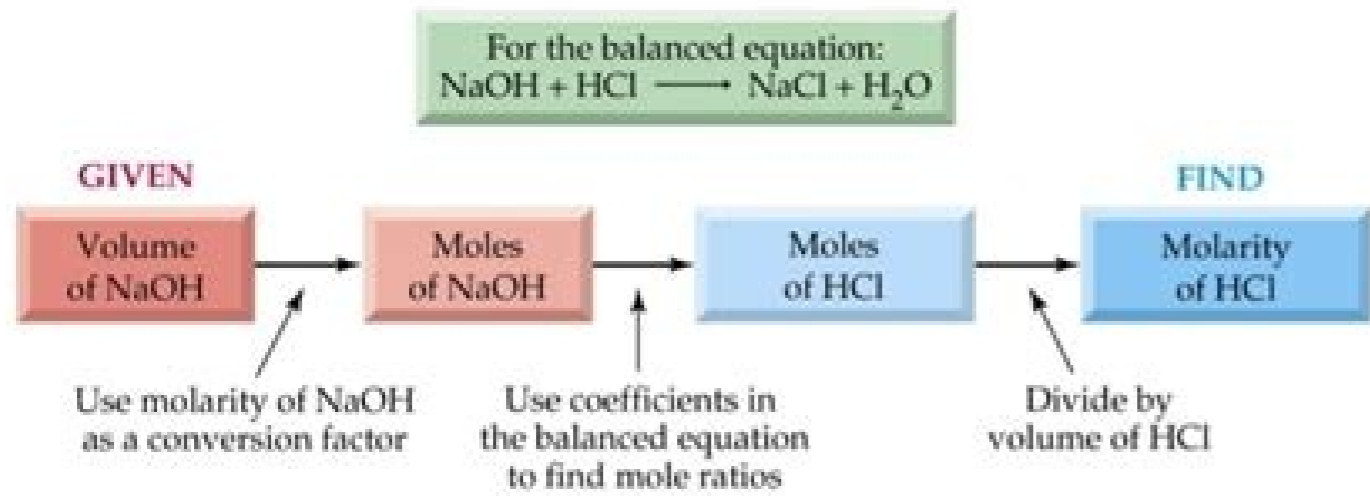 For the balanced equation:
NaOH + HCl ⟶ NaCl + H₂O
GIVEN
FIND
Volume
of NaOH
Moles
of NaOH
Moles
of HCl
Molarity
of HCl
Use molarity of NaOH
as a conversion factor
Use coefficients in
the balanced equation
to find mole ratios
Divide by
volume of HCl